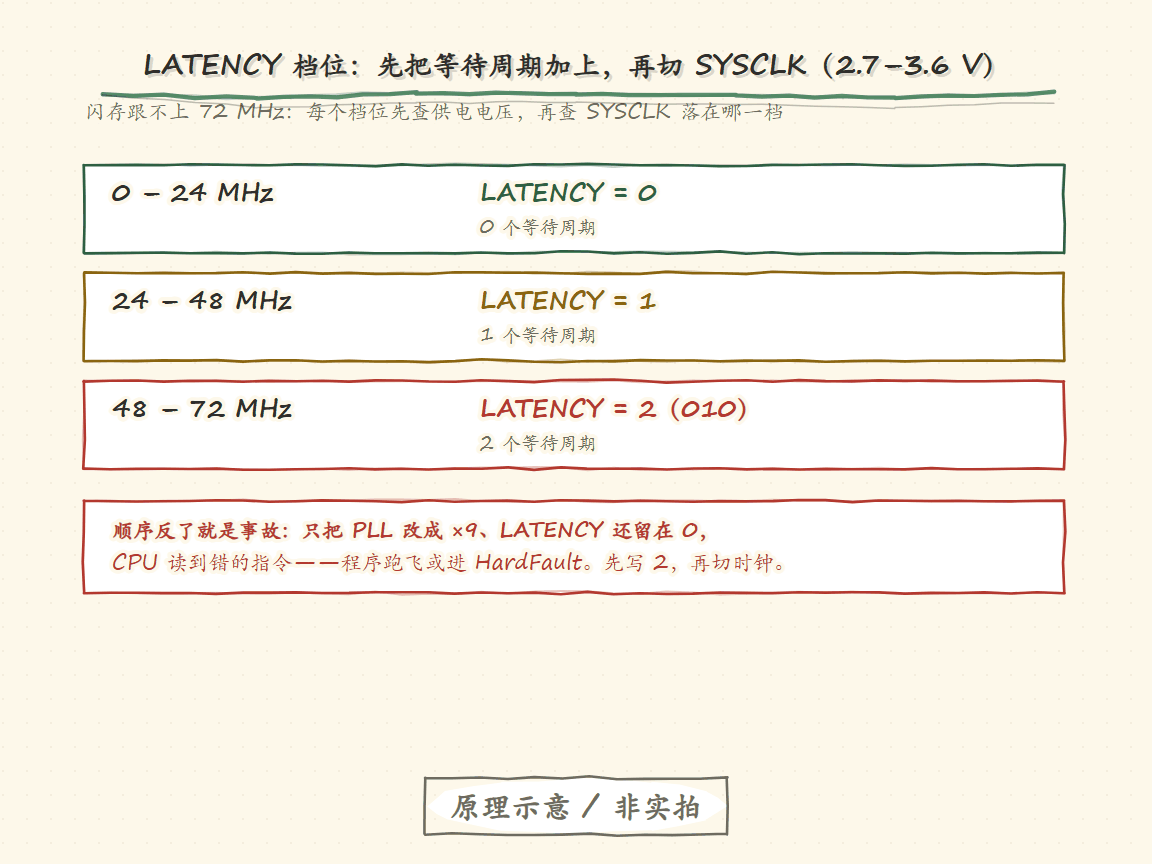 LATENCY 档位：先把等待周期加上，再切 SYSCLK（2.7–3.6 V）
闪存跟不上 72 MHz：每个档位先查供电电压，再查 SYSCLK 落在哪一档
0 – 24 MHz
LATENCY = 0
0 个等待周期
24 – 48 MHz
LATENCY = 1
1 个等待周期
48 – 72 MHz
LATENCY = 2（010）
2 个等待周期
顺序反了就是事故：只把 PLL 改成 ×9、LATENCY 还留在 0，
CPU 读到错的指令——程序跑飞或进 HardFault。先写 2，再切时钟。
原理示意 / 非实拍